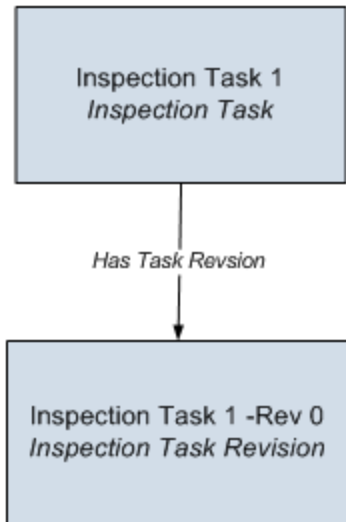 Inspection Task 1
Inspection Task
Has Task Revsion
Inspection Task 1 -Rev 0
Inspection Task Revision